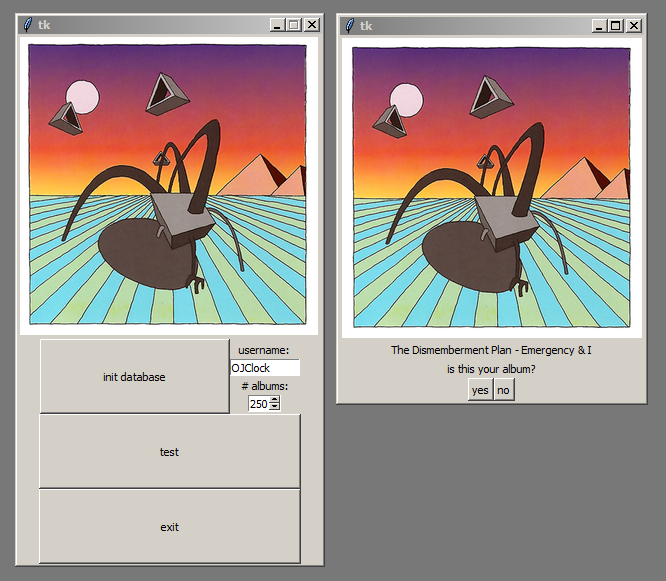 tk
init database
username:
OJClock
# albums:
250
test
exit
tk
The Dismemberment Plan - Emergency & I
is this your album?
yes no